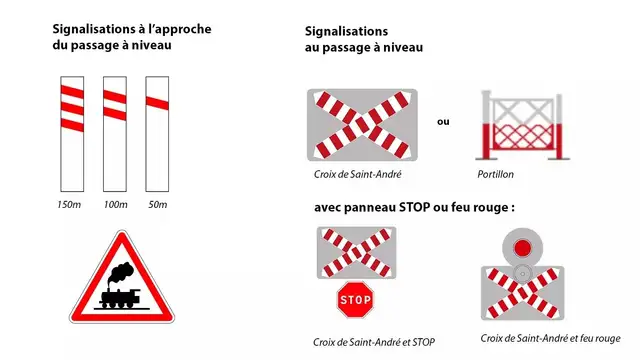 Signalisations à l’approche
du passage à niveau
150m
100m
50m
Signalisations
au passage à niveau
Croix de Saint-André
ou
Portillon
avec panneau STOP ou feu rouge :
STOP
Croix de Saint-André et STOP
Croix de Saint-André et feu rouge